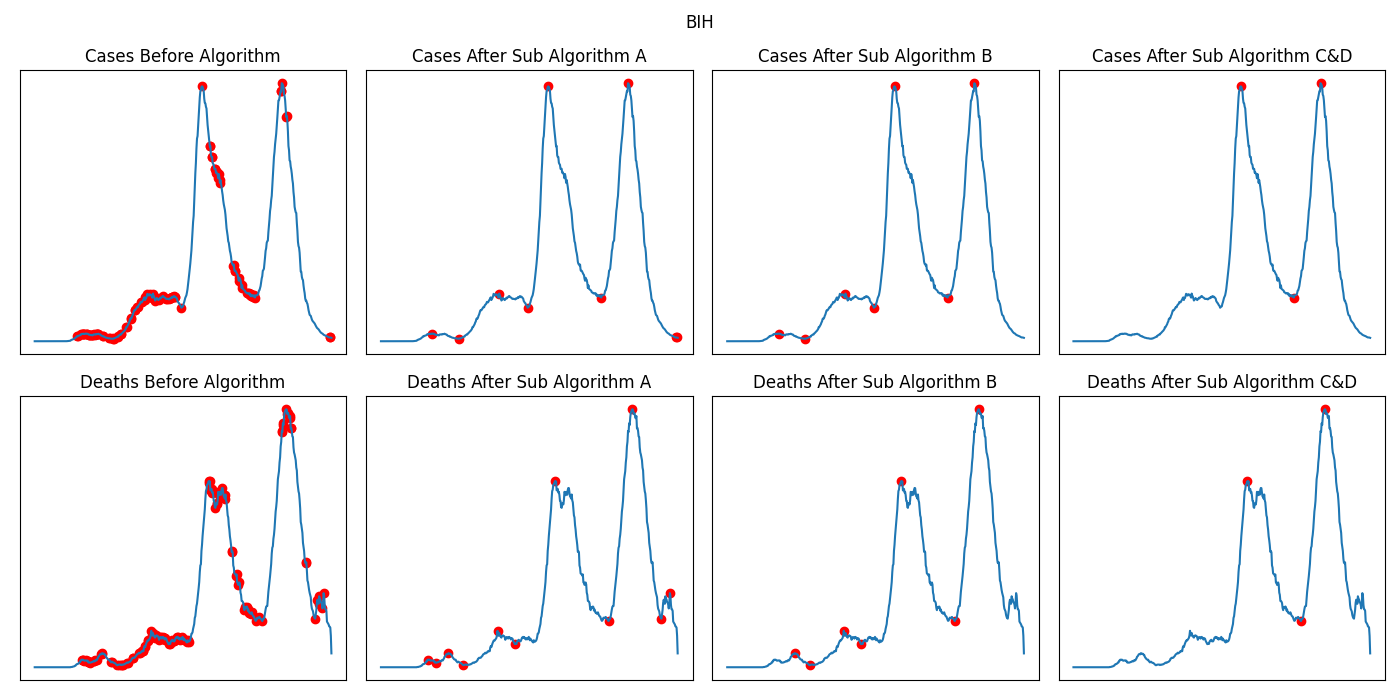 BIH
Cases Before Algorithm
Cases After Sub Algorithm A
Cases After Sub Algorithm B
Cases After Sub Algorithm C&D
Deaths Before Algorithm
Deaths After Sub Algorithm A
Deaths After Sub Algorithm B
Deaths After Sub Algorithm C&D